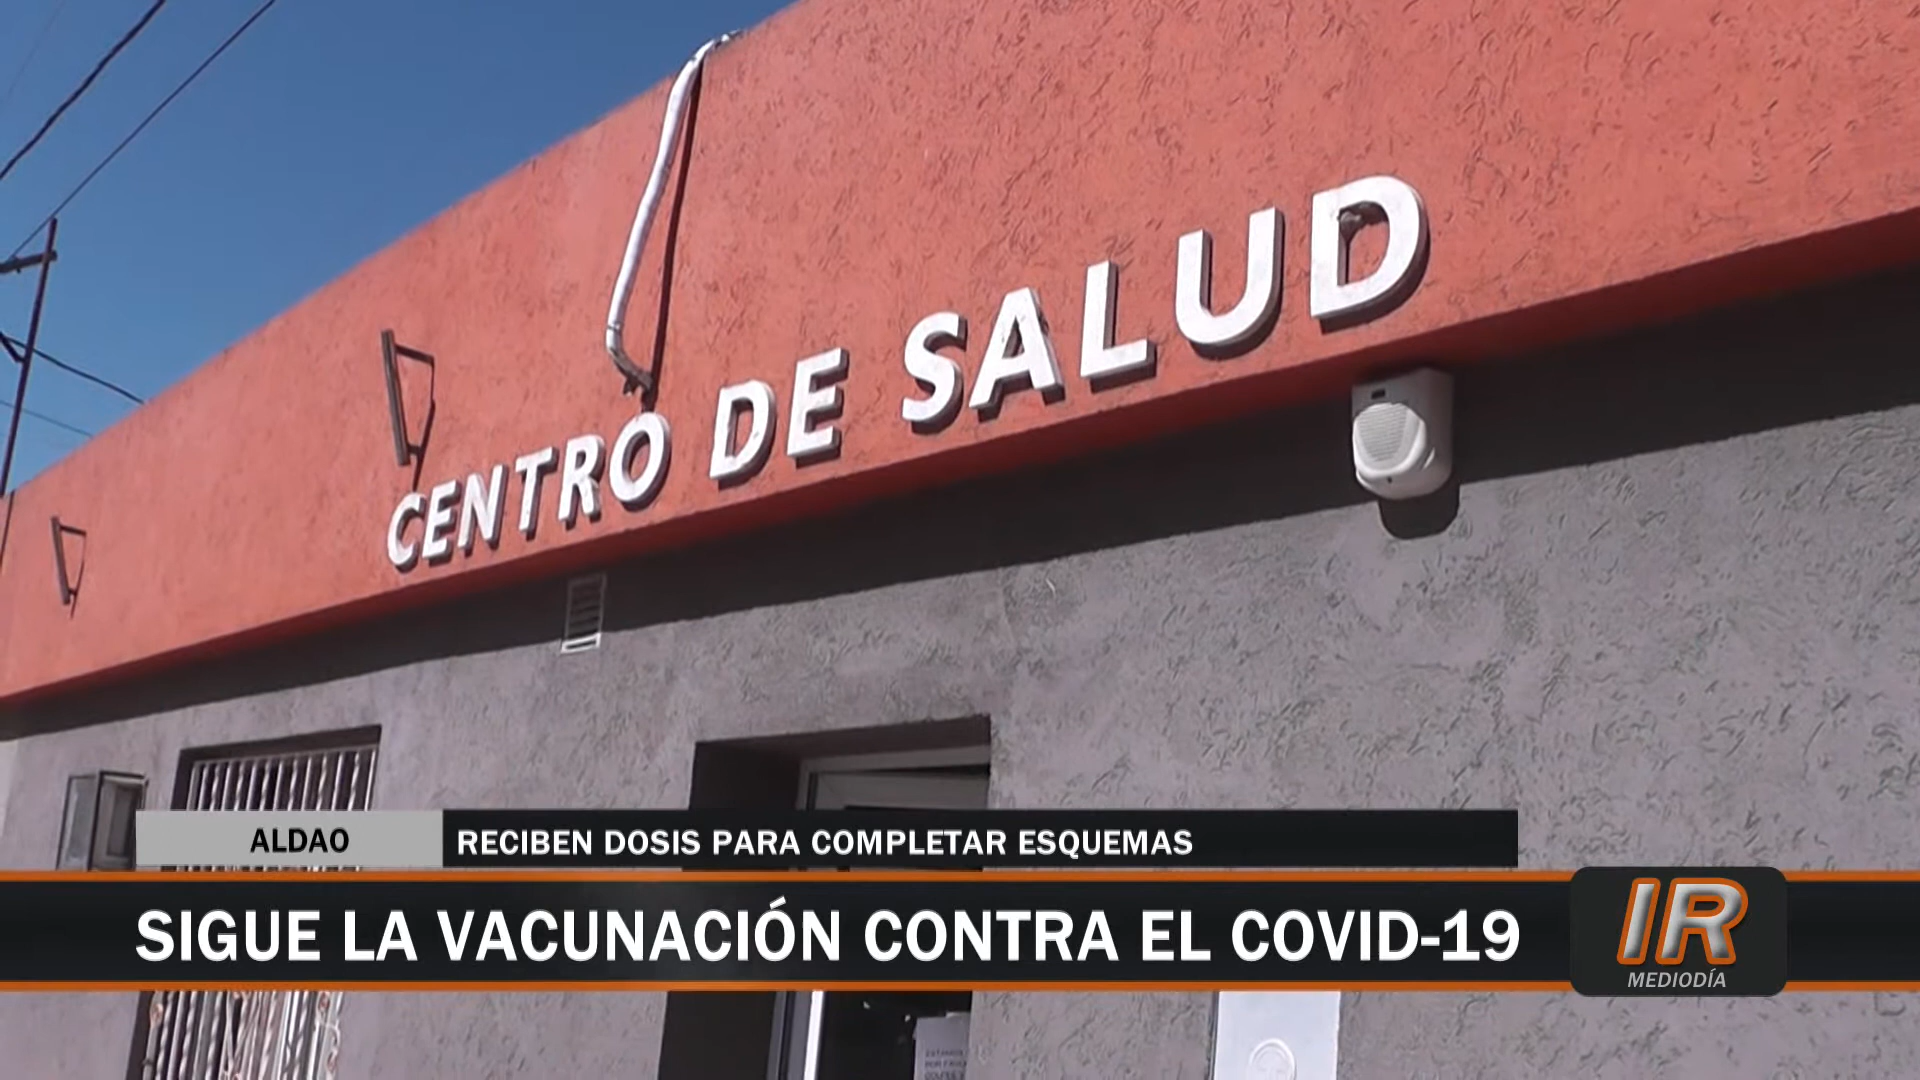 CENTRO DE SALUD
ALDAO
RECIBEN DOSIS PARA COMPLETAR ESQUEMAS
SIGUE LA VACUNACIÓN CONTRA EL COVID-19
IR
MEDIODÍA